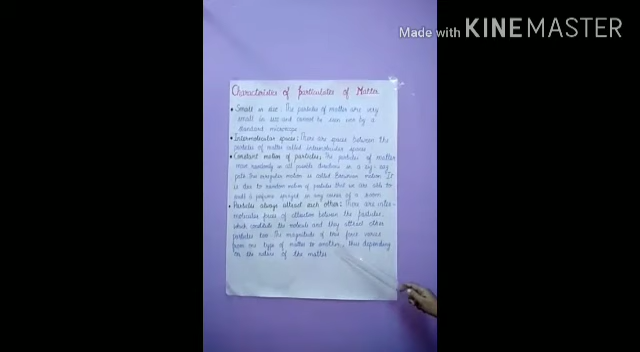 Made with KINEMASTER
Characteristics of Particulates of Matter
• Small in size: The particles of matter are very
small in size and cannot be seen even by a
standard microscope
• Intermolecular spaces: There are spaces between the
particles of matter called intermolecular spaces
• Constant motion of particles: The particles of matter
move randomly in all possible directions in a zig-zag
path. This irregular motion is called Brownian motion. It
is due to random motion of particles that we are able to
smell a perfume sprayed in any corner of a room
• Particles always attract each other: There are inter-
molecular forces of attraction between the particles,
which constitute the molecule and they attract other
particles too. The magnitude of this force varies
from one type of matter to another, thus depending
on the nature of the matter